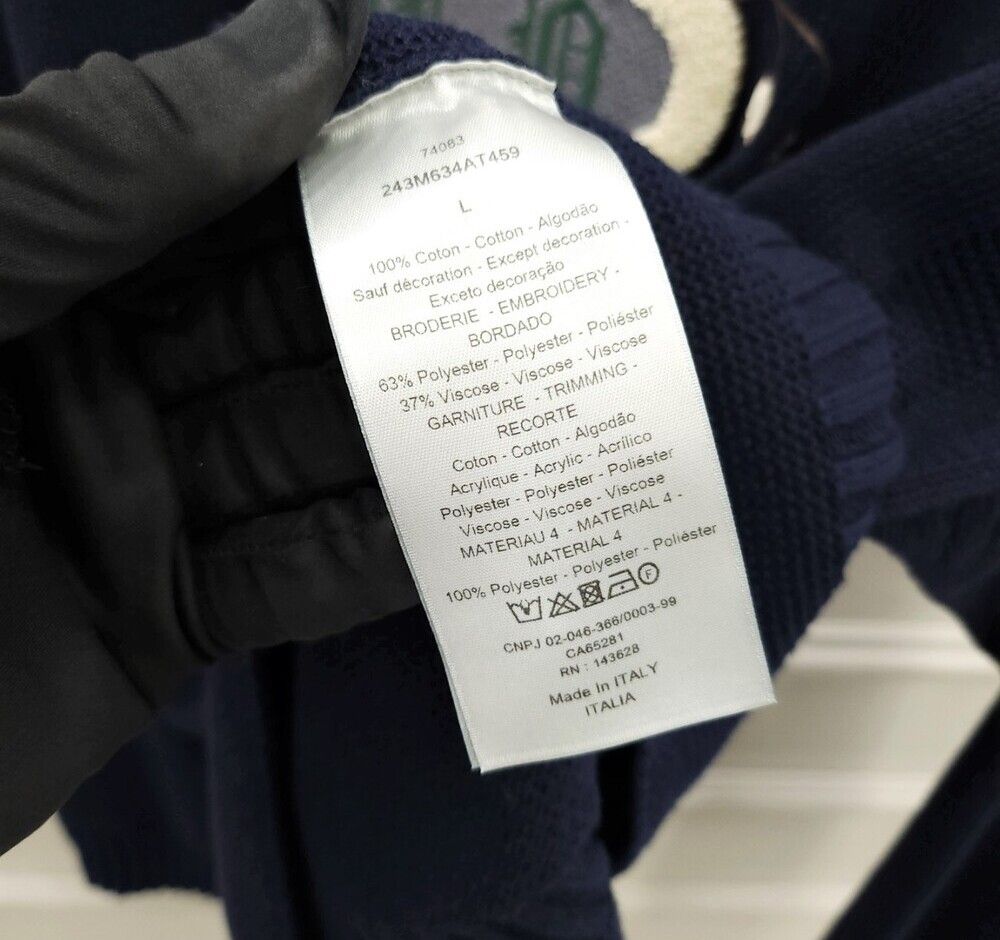 74083
243M634AT459
L
100% Coton - Cotton - Algodão
Sauf décoration - Except decoration -
Exceto decoração
BRODERIE - EMBROIDERY -
BORDADO
63% Polyester - Polyester - Poliéster
37% Viscose - Viscose - Viscose
GARNITURE - TRIMMING -
RECORTE
Coton - Cotton - Algodão
Acrylique - Acrylic - Acrílico
Polyester - Polyester - Poliéster
Viscose - Viscose - Viscose
MATERIAU 4 - MATERIAL 4 -
MATERIAL 4
100% Polyester - Polyester - Poliéster
F
CNPJ 02-046-366/0003-99
CA65281
RN : 143628
Made In ITALY
ITALIA